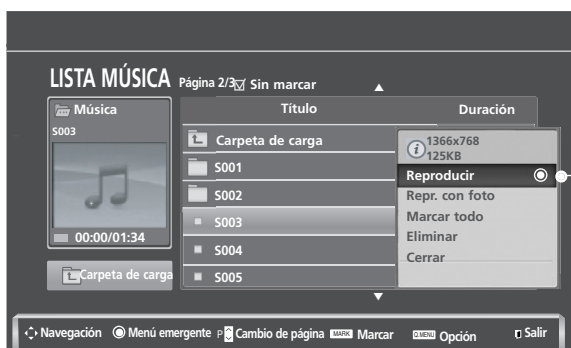 LISTA MÚSICA Página 2/3 Sin marcar
Música
S003
00:00/01:34
Carpeta de carga
Título Duración
Carpeta de carga
S001
S002
S003
S004
S005
1366x768
125KB
Reproducir
Repr. con foto
Marcar todo
Eliminar
Cerrar
Navegación Menú emergente P Cambio de página MARK Marcar Q.MENU Opción Salir